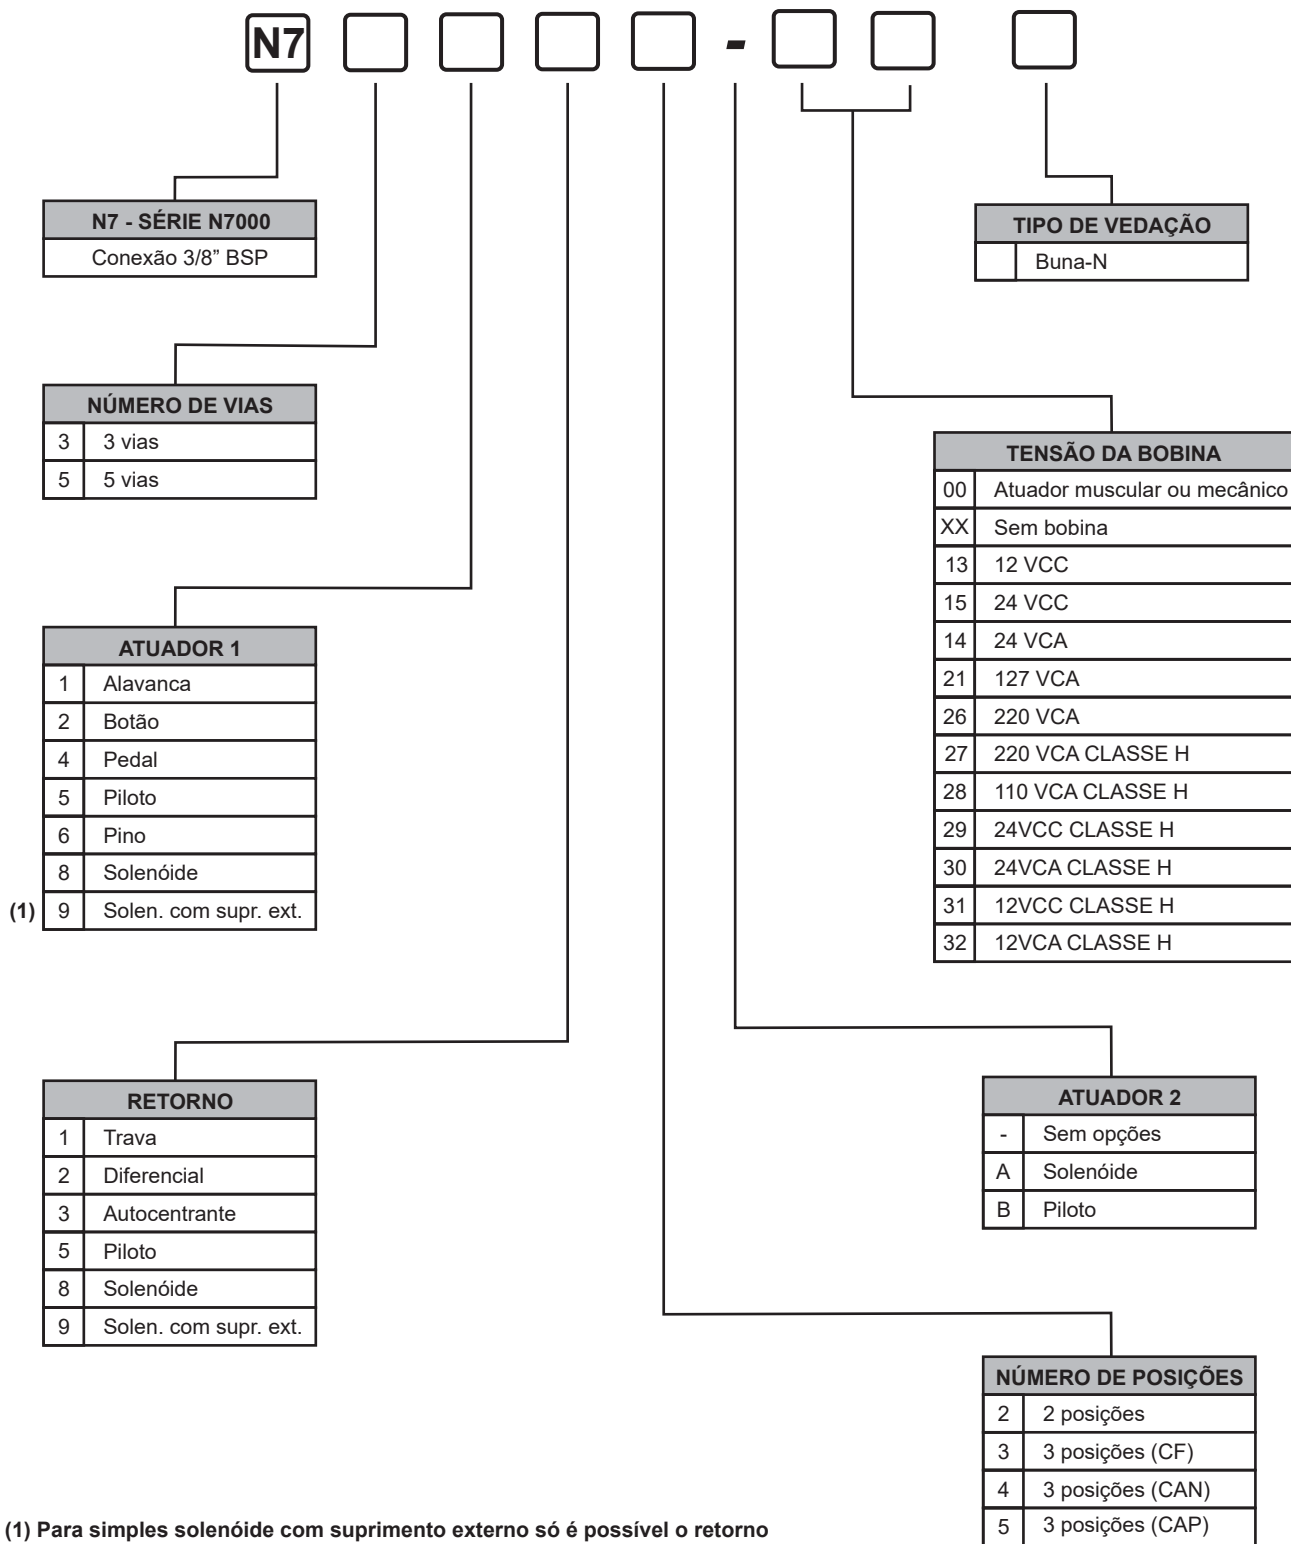 N7 -
N7 - SÉRIE N7000
Conexão 3/8” BSP
TIPO DE VEDAÇÃO
Buna-N
NÚMERO DE VIAS
3 3 vias
5 5 vias
TENSÃO DA BOBINA
00 Atuador muscular ou mecânico
XX Sem bobina
13 12 VCC
15 24 VCC
14 24 VCA
21 127 VCA
26 220 VCA
27 220 VCA CLASSE H
28 110 VCA CLASSE H
29 24VCC CLASSE H
30 24VCA CLASSE H
31 12VCC CLASSE H
32 12VCA CLASSE H
ATUADOR 1
1 Alavanca
2 Botão
4 Pedal
5 Piloto
6 Pino
8 Solenóide
(1) 9 Solen. com supr. ext.
RETORNO
1 Trava
2 Diferencial
3 Autocentrante
5 Piloto
8 Solenóide
9 Solen. com supr. ext.
ATUADOR 2
- Sem opções
A Solenóide
B Piloto
NÚMERO DE POSIÇÕES
2 2 posições
3 3 posições (CF)
4 3 posições (CAN)
5 3 posições (CAP)
(1) Para simples solenóide com suprimento externo só é possível o retorno